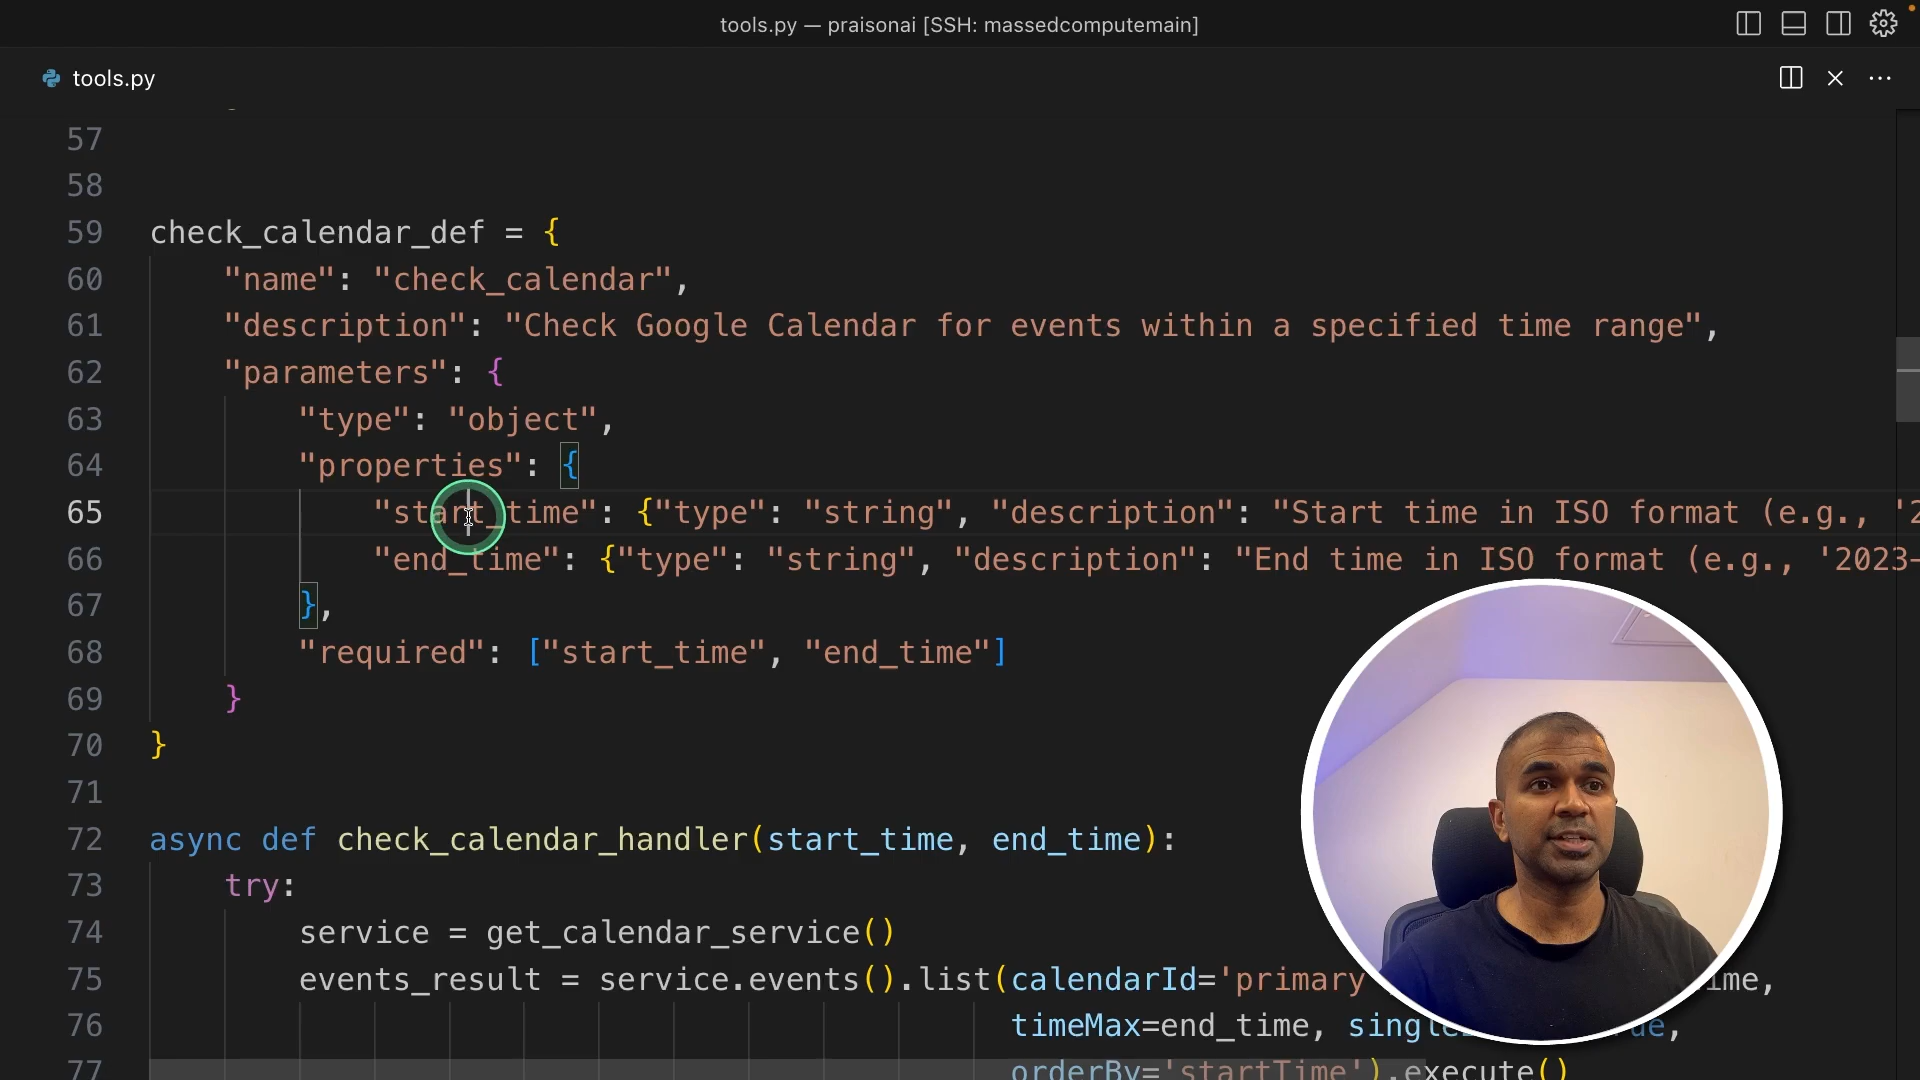 tools.py — praisonai [SSH: massedcomputemain]
tools.py
57
58
59 check_calendar_def = {
60 "name": "check_calendar",
61 "description": "Check Google Calendar for events within a specified time range",
62 "parameters": {
63 "type": "object",
64 "properties": {
65 "start_time": {"type": "string", "description": "Start time in ISO format (e.g., '2
66 "end_time": {"type": "string", "description": "End time in ISO format (e.g., '2023-
67 },
68 "required": ["start_time", "end_time"]
69 }
70 }
71
72 async def check_calendar_handler(start_time, end_time):
73 try:
74 service = get_calendar_service()
75 events_result = service.events().list(calendarId='primary ime,
76 timeMax=end_time, single ue,
77 orderBy='startTime').execute()